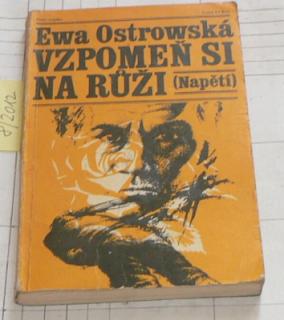 Ewa Ostrowská
VZPOMEŇ SI
NA RŮŽI (Napětí)
8/2012